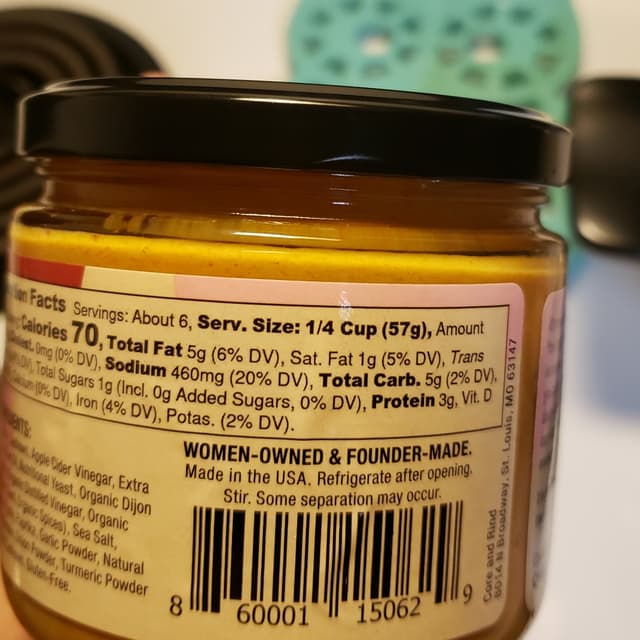 Facts Servings: About 6, Serv. Size: 1/4 Cup (57g), Amount
Calories 70, Total Fat 5g (6% DV), Sat. Fat 1g (5% DV), Trans
0mg (0% DV), Sodium 460mg (20% DV), Total Carb. 5g (2% DV),
Total Sugars 1g (Incl. 0g Added Sugars, 0% DV), Protein 3g, Vit. D
(0% DV), Iron (4% DV), Potas. (2% DV).
WOMEN-OWNED & FOUNDER-MADE.
Made in the USA. Refrigerate after opening.
Stir. Some separation may occur.
Apple Cider Vinegar, Extra
Yeast, Organic Dijon
Distilled Vinegar, Organic
Spices), Sea Salt,
Garlic Powder, Natural
Turmeric Powder
Gluten-Free.
8 60001 15062 9
Core and Rind
8014 N Broadway, St. Louis, MO 63147